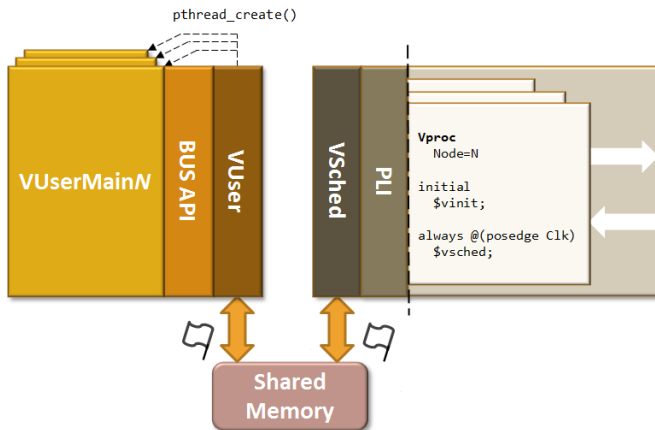 pthread_create()
VUserMainN
BUS API
VUser
VSched
PLI
Vproc
Node=N
initial
$vinit;
always @(posedge Clk)
$vsched;
Shared
Memory